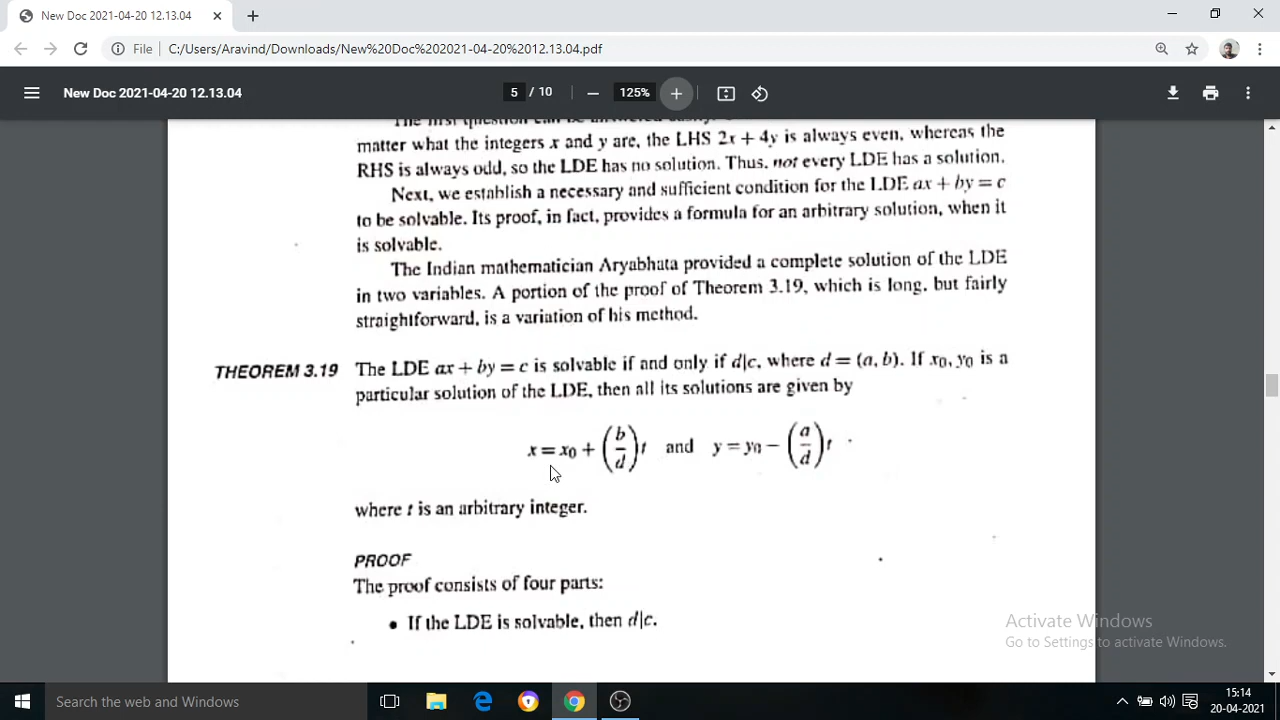 New Doc 2021-04-20 12.13.04
File C:/Users/Aravind/Downloads/New%20Doc%202021-04-20%2012.13.04.pdf
New Doc 2021-04-20 12.13.04 5 / 10 125%
The first question can be answered easily.
matter what the integers x and y are, the LHS 2x + 4y is always even, whereas the
RHS is always odd, so the LDE has no solution. Thus, not every LDE has a solution.
Next, we establish a necessary and sufficient condition for the LDE ax + by = c
to be solvable. Its proof, in fact, provides a formula for an arbitrary solution, when it
is solvable.
The Indian mathematician Aryabhata provided a complete solution of the LDE
in two variables. A portion of the proof of Theorem 3.19, which is long, but fairly
straightforward, is a variation of his method.
THEOREM 3.19 The LDE ax + by = c is solvable if and only if d|c, where d = (a, b). If x₀, y₀ is a
particular solution of the LDE, then all its solutions are given by
x = x₀ + (b/d)t and y = y₀ − (a/d)t
where t is an arbitrary integer.
PROOF
The proof consists of four parts:
• If the LDE is solvable, then d|c.
Activate Windows
Go to Settings to activate Windows.
Search the web and Windows
15:14
20-04-2021